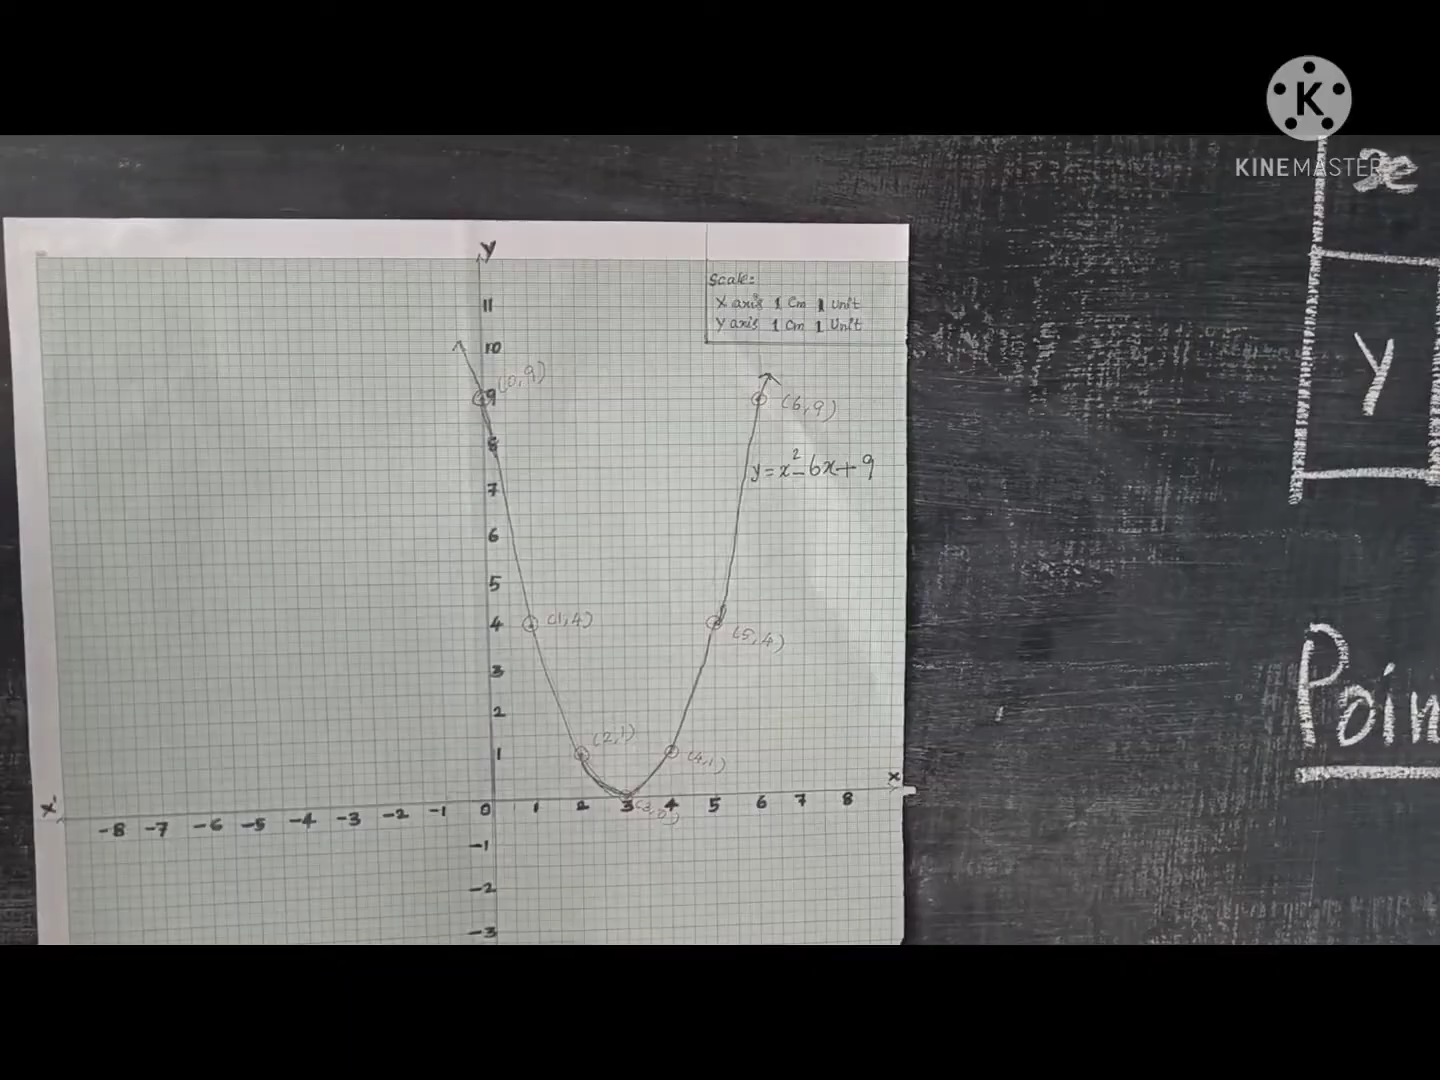 K
KINEMASTER
x
Y
Poin
y
Scale:
X axis 1 Cm 1 Unit
Y axis 1 Cm 1 Unit
11
10
(0,9)
9
(6,9)
8
y=x²-6x+9
7
6
5
4
(1,4)
(5,4)
3
2
(2,1)
1
(4,1)
x
x
-8 -7 -6 -5 -4 -3 -2 -1 0 1 2 3 4 5 6 7 8
(3,0)
-1
-2
-3